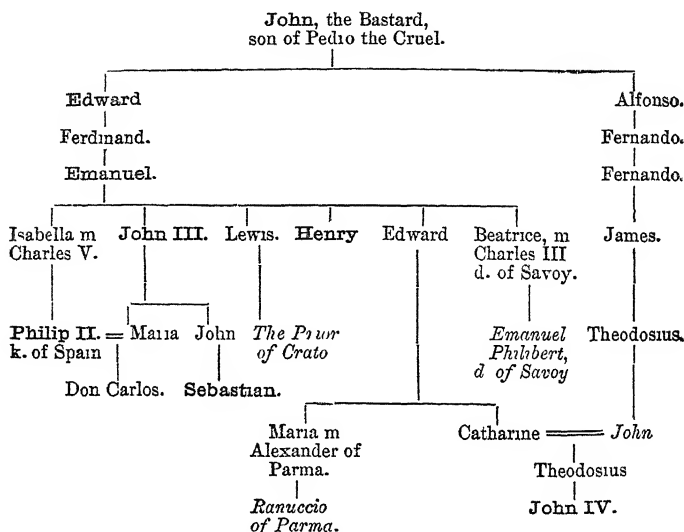 John, the Bastard,
son of Pedro the Cruel.
Edward
Alfonso.
Ferdinand.
Fernando.
Emanuel.
Fernando.
Isabella m
Charles V.
John III.
Lewis.
Henry
Edward
Beatrice, m
Charles III
d. of Savoy.
James.
Philip II.
k. of Spain
=
Maria
John
The Prior
of Crato
Emanuel
Philibert,
d of Savoy
Theodosius.
Don Carlos.
Sebastian.
Maria m
Alexander of
Parma.
Catharine
John
Theodosius
Ranuccio
of Parma.
John IV.